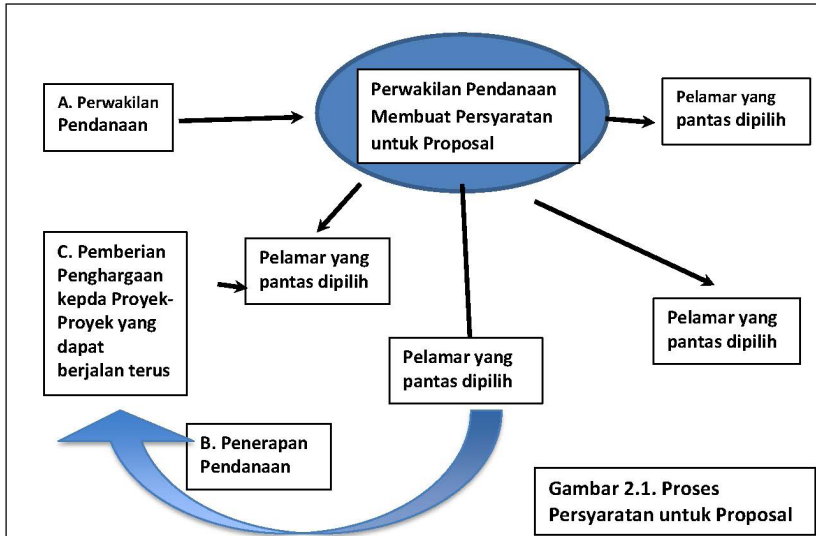 A. Perwakilan
Pendanaan
Perwakilan Pendanaan
Membuat Persyaratan
untuk Proposal
Pelamar yang
pantas dipilih
C. Pemberian
Penghargaan
kepda Proyek-
Proyek yang
dapat
berjalan terus
Pelamar yang
pantas dipilih
Pelamar yang
pantas dipilih
Pelamar yang
pantas dipilih
B. Penerapan
Pendanaan
Gambar 2.1. Proses
Persyaratan untuk Proposal